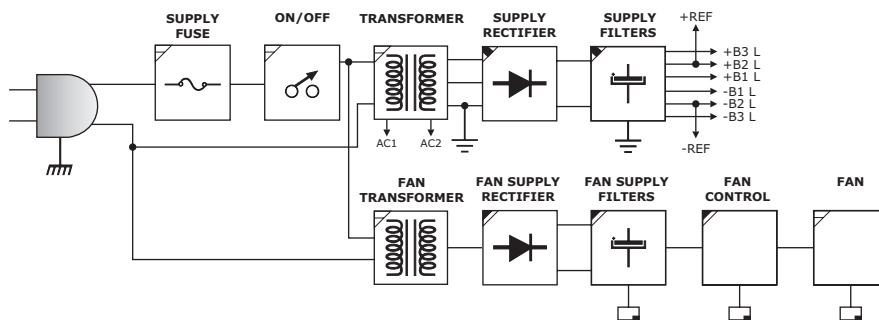 SUPPLY
FUSE
ON/OFF
TRANSFORMER
SUPPLY
RECTIFIER
SUPPLY
FILTERS
+REF
+B3 L
+B2 L
+B1 L
-B1 L
-B2 L
-B3 L
-REF
AC1
AC2
FAN
TRANSFORMER
FAN SUPPLY
RECTIFIER
FAN SUPPLY
FILTERS
FAN
CONTROL
FAN